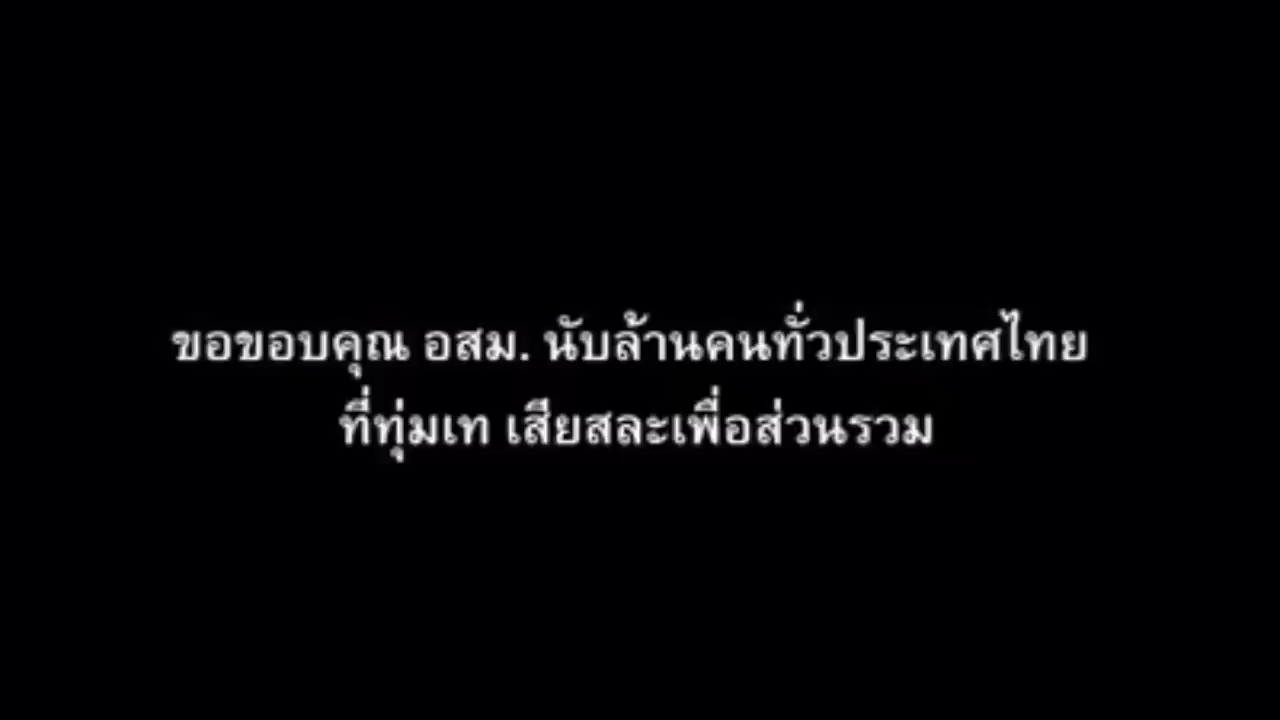 ขอขอบคุณ อสม. นับล้านคนทั่วประเทศไทย
ที่ทุ่มเท เสียสละเพื่อส่วนรวม